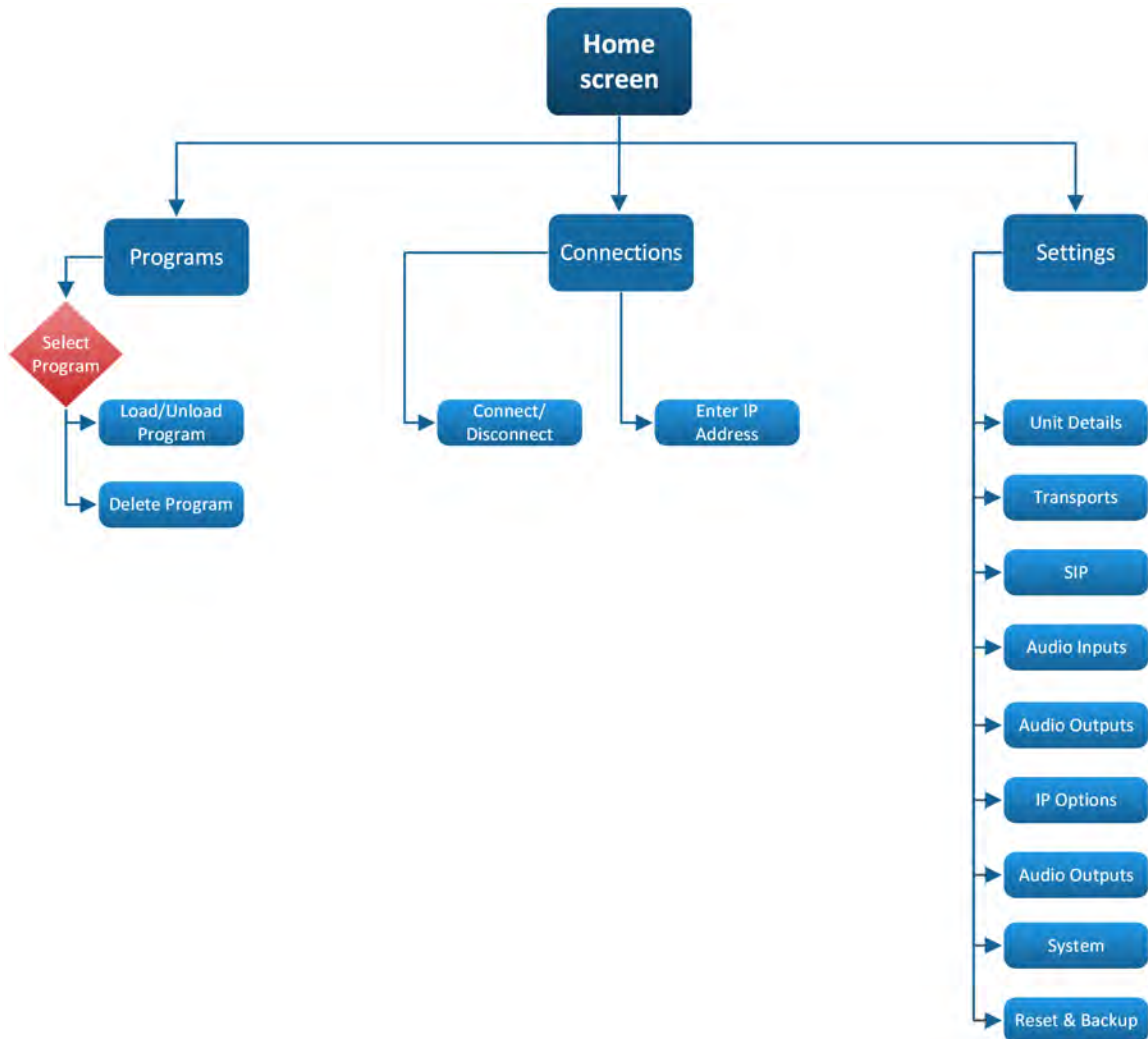 Home
screen
Programs
Connections
Settings
Select
Program
Load/Unload
Program
Delete Program
Connect/
Disconnect
Enter IP
Address
Unit Details
Transports
SIP
Audio Inputs
Audio Outputs
IP Options
Audio Outputs
System
Reset & Backup